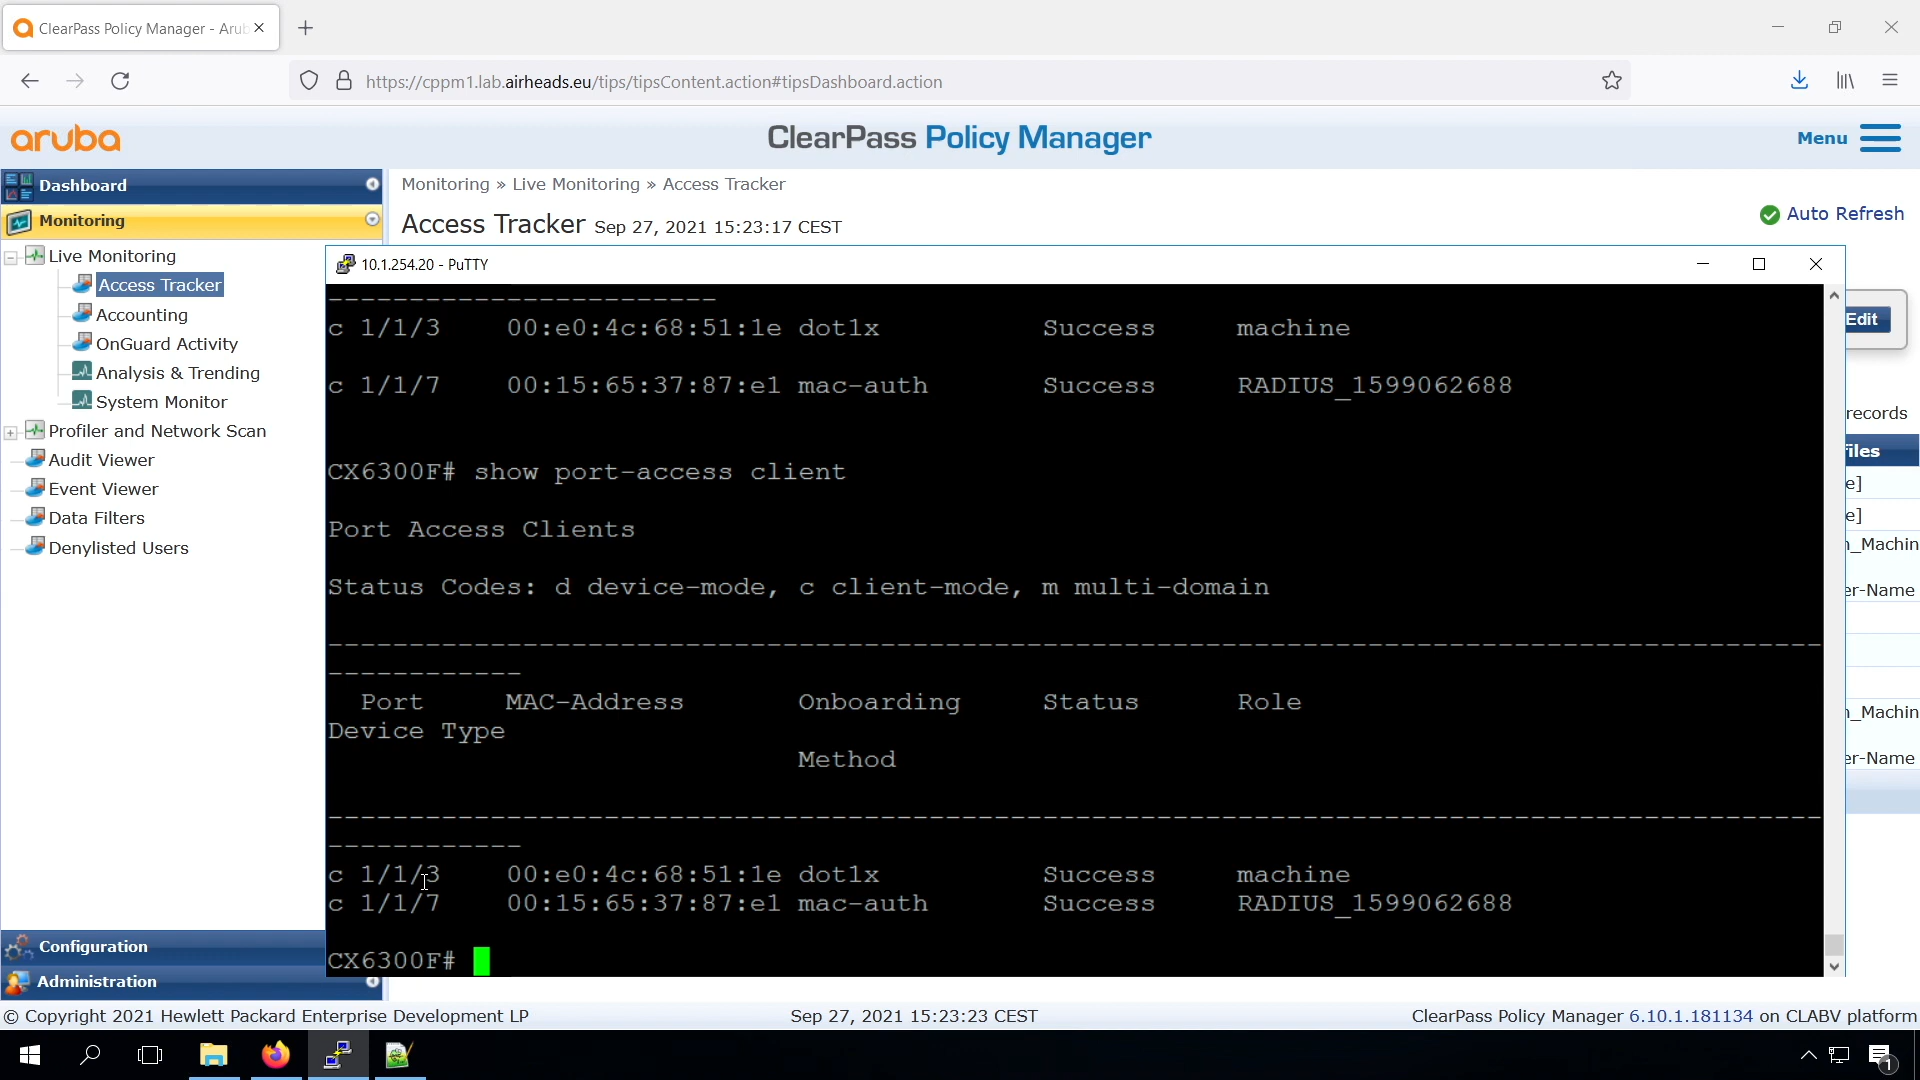 ClearPass Policy Manager - Arub
https://cppm1.lab.airheads.eu/tips/tipsContent.action#tipsDashboard.action
aruba
ClearPass Policy Manager
Menu
Dashboard
Monitoring
Live Monitoring
Access Tracker
Accounting
OnGuard Activity
Analysis & Trending
System Monitor
Profiler and Network Scan
Audit Viewer
Event Viewer
Data Filters
Denylisted Users
Configuration
Administration
Monitoring » Live Monitoring » Access Tracker
Access Tracker Sep 27, 2021 15:23:17 CEST
Auto Refresh
10.1.254.20 - PuTTY
------------------------
c 1/1/3 00:e0:4c:68:51:1e dot1x Success machine
c 1/1/7 00:15:65:37:87:e1 mac-auth Success RADIUS_1599062688
CX6300F# show port-access client
Port Access Clients
Status Codes: d device-mode, c client-mode, m multi-domain
--------------------------------------------------------------------------------------------
------------
Port MAC-Address Onboarding Status Role
Device Type
Method
--------------------------------------------------------------------------------------------
------------
c 1/1/3 00:e0:4c:68:51:1e dot1x Success machine
c 1/1/7 00:15:65:37:87:e1 mac-auth Success RADIUS_1599062688
CX6300F#
Edit
records
files
e]
e]
_Machin
er-Name
_Machin
er-Name
© Copyright 2021 Hewlett Packard Enterprise Development LP
Sep 27, 2021 15:23:23 CEST
ClearPass Policy Manager 6.10.1.181134 on CLABV platform
1